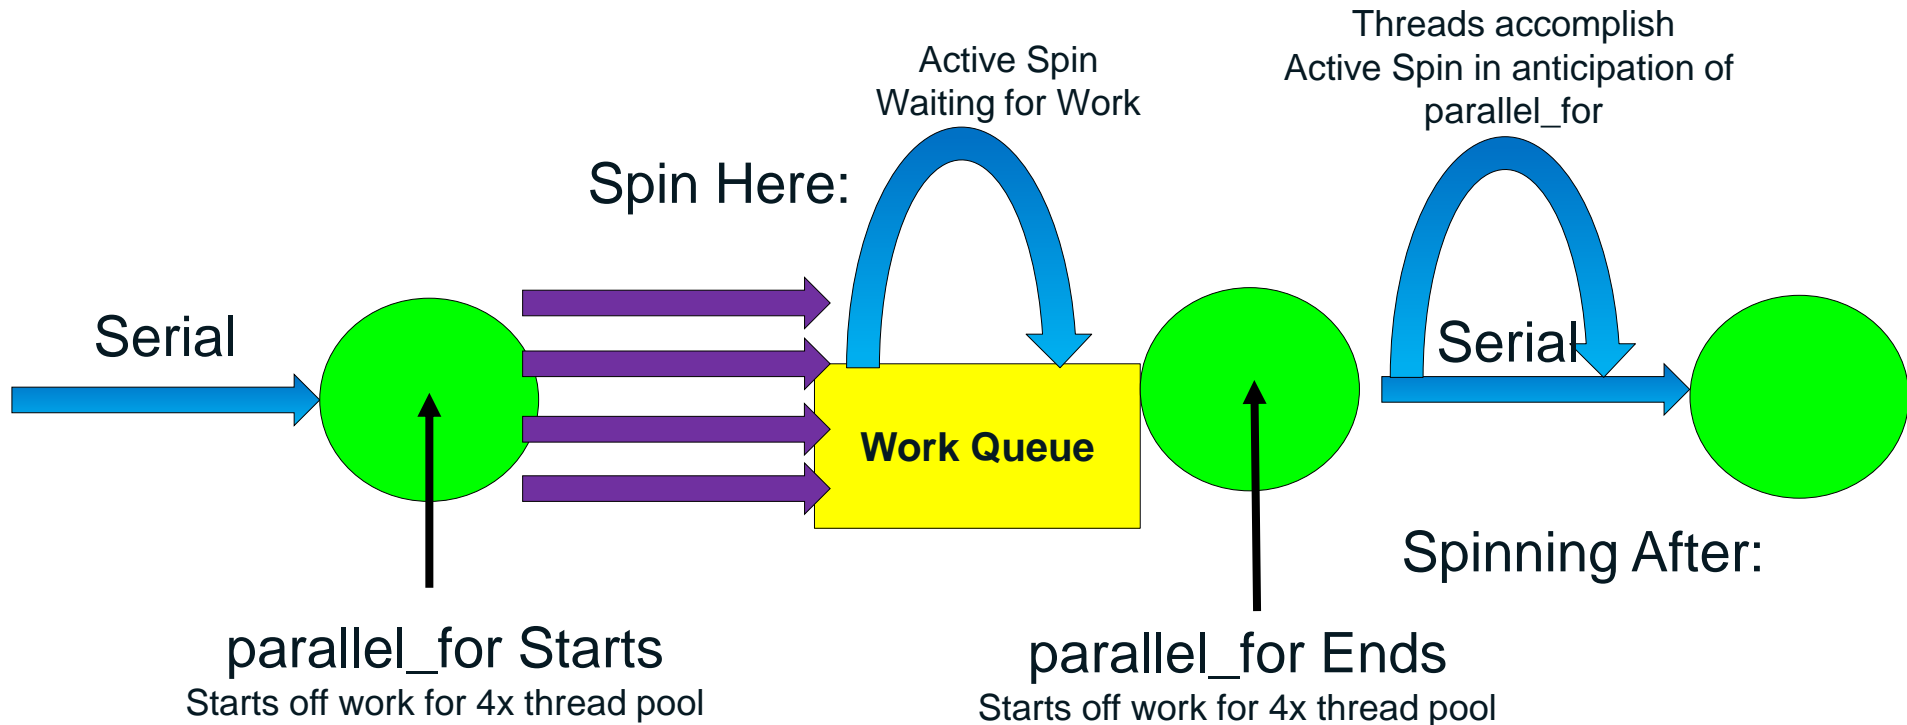 Threads accomplish
Active Spin in anticipation of
parallel_for
Active Spin
Waiting for Work
Spin Here:
Serial
Serial
Work Queue
Spinning After:
parallel_for Starts
Starts off work for 4x thread pool
parallel_for Ends
Starts off work for 4x thread pool